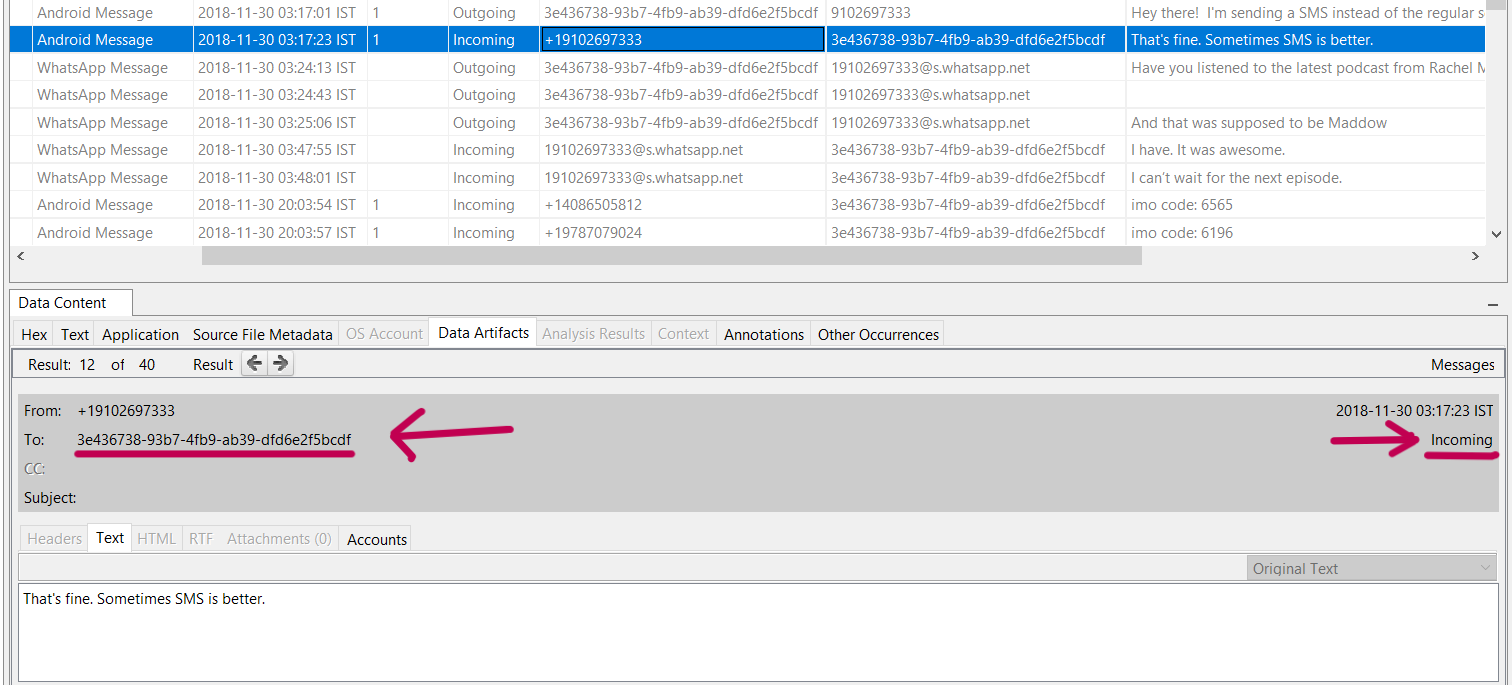 Android Message 2018-11-30 03:17:01 IST 1 Outgoing 3e436738-93b7-4fb9-ab39-dfd6e2f5bcdf 9102697333 Hey there!  I'm sending a SMS instead of the regular s
Android Message 2018-11-30 03:17:23 IST 1 Incoming +19102697333 3e436738-93b7-4fb9-ab39-dfd6e2f5bcdf That's fine. Sometimes SMS is better.
WhatsApp Message 2018-11-30 03:24:13 IST Outgoing 3e436738-93b7-4fb9-ab39-dfd6e2f5bcdf 19102697333@s.whatsapp.net Have you listened to the latest podcast from Rachel M
WhatsApp Message 2018-11-30 03:24:43 IST Outgoing 3e436738-93b7-4fb9-ab39-dfd6e2f5bcdf 19102697333@s.whatsapp.net
WhatsApp Message 2018-11-30 03:25:06 IST Outgoing 3e436738-93b7-4fb9-ab39-dfd6e2f5bcdf 19102697333@s.whatsapp.net And that was supposed to be Maddow
WhatsApp Message 2018-11-30 03:47:55 IST Incoming 19102697333@s.whatsapp.net 3e436738-93b7-4fb9-ab39-dfd6e2f5bcdf I have. It was awesome.
WhatsApp Message 2018-11-30 03:48:01 IST Incoming 19102697333@s.whatsapp.net 3e436738-93b7-4fb9-ab39-dfd6e2f5bcdf I can't wait for the next episode.
Android Message 2018-11-30 20:03:54 IST 1 Incoming +14086505812 3e436738-93b7-4fb9-ab39-dfd6e2f5bcdf imo code: 6565
Android Message 2018-11-30 20:03:57 IST 1 Incoming +19787079024 3e436738-93b7-4fb9-ab39-dfd6e2f5bcdf imo code: 6196
Data Content
Hex Text Application Source File Metadata OS Account Data Artifacts Analysis Results Context Annotations Other Occurrences
Result: 12 of 40 Result Messages
From: +19102697333 2018-11-30 03:17:23 IST
To: 3e436738-93b7-4fb9-ab39-dfd6e2f5bcdf Incoming
CC:
Subject:
Headers Text HTML RTF Attachments (0) Accounts
Original Text
That's fine. Sometimes SMS is better.